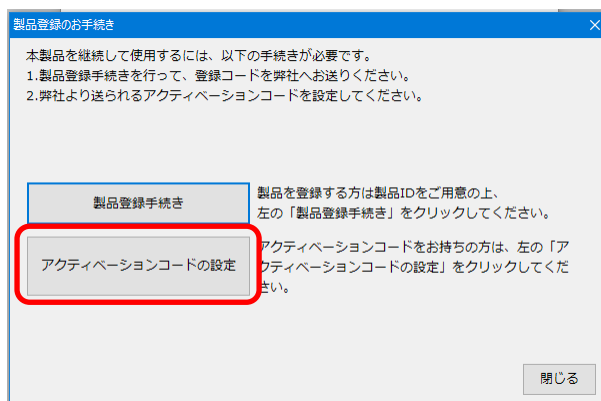 製品登録のお手続き
本製品を継続して使用するには、以下の手続きが必要です。
1.製品登録手続きを行って、登録コードを弊社へお送りください。
2.弊社より送られるアクティベーションコードを設定してください。
製品登録手続き
製品を登録する方は製品IDをご用意の上、
左の「製品登録手続き」をクリックしてください。
アクティベーションコードの設定
アクティベーションコードをお持ちの方は、左の「ア
クティベーションコードの設定」をクリックしてくだ
さい。
閉じる